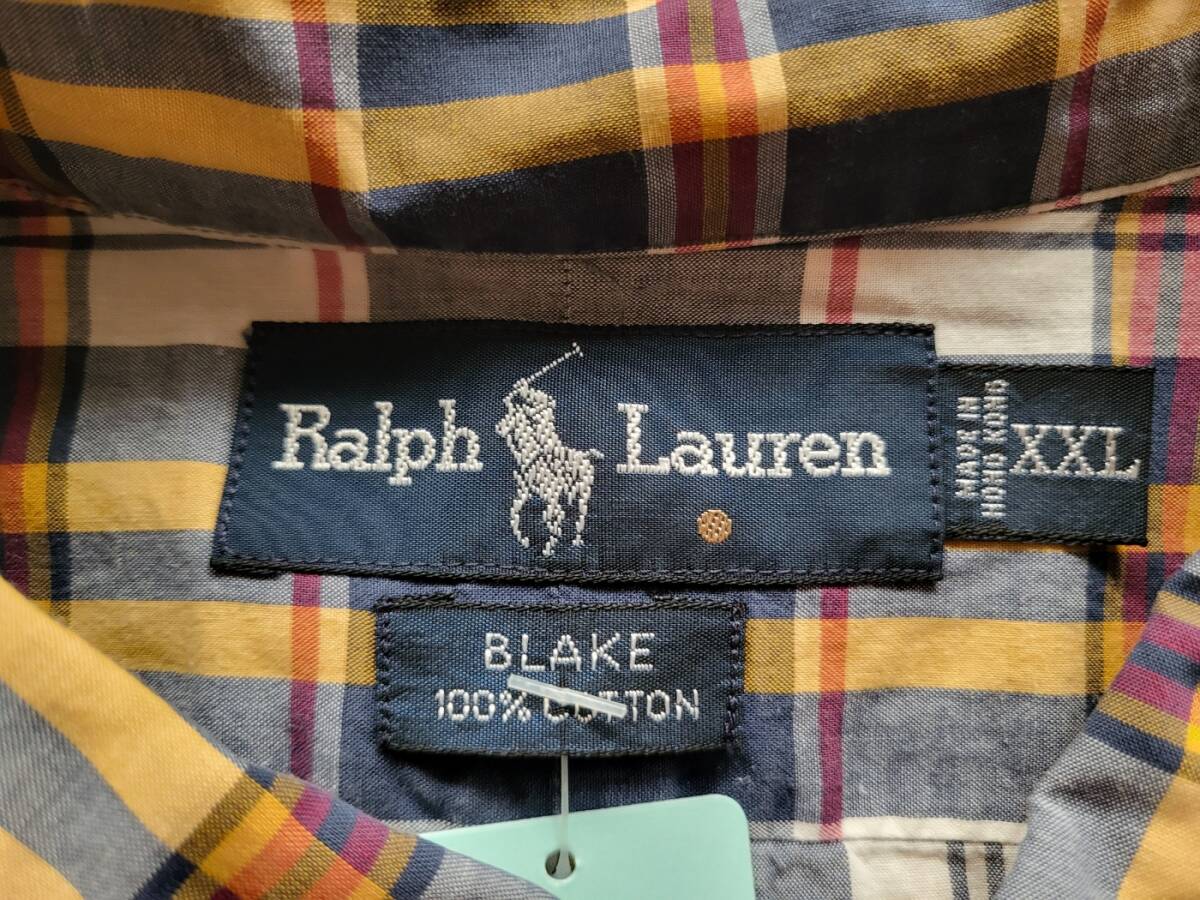 Ralph Lauren
MADE IN
HONG KONG
XXL
BLAKE
100% COTTON